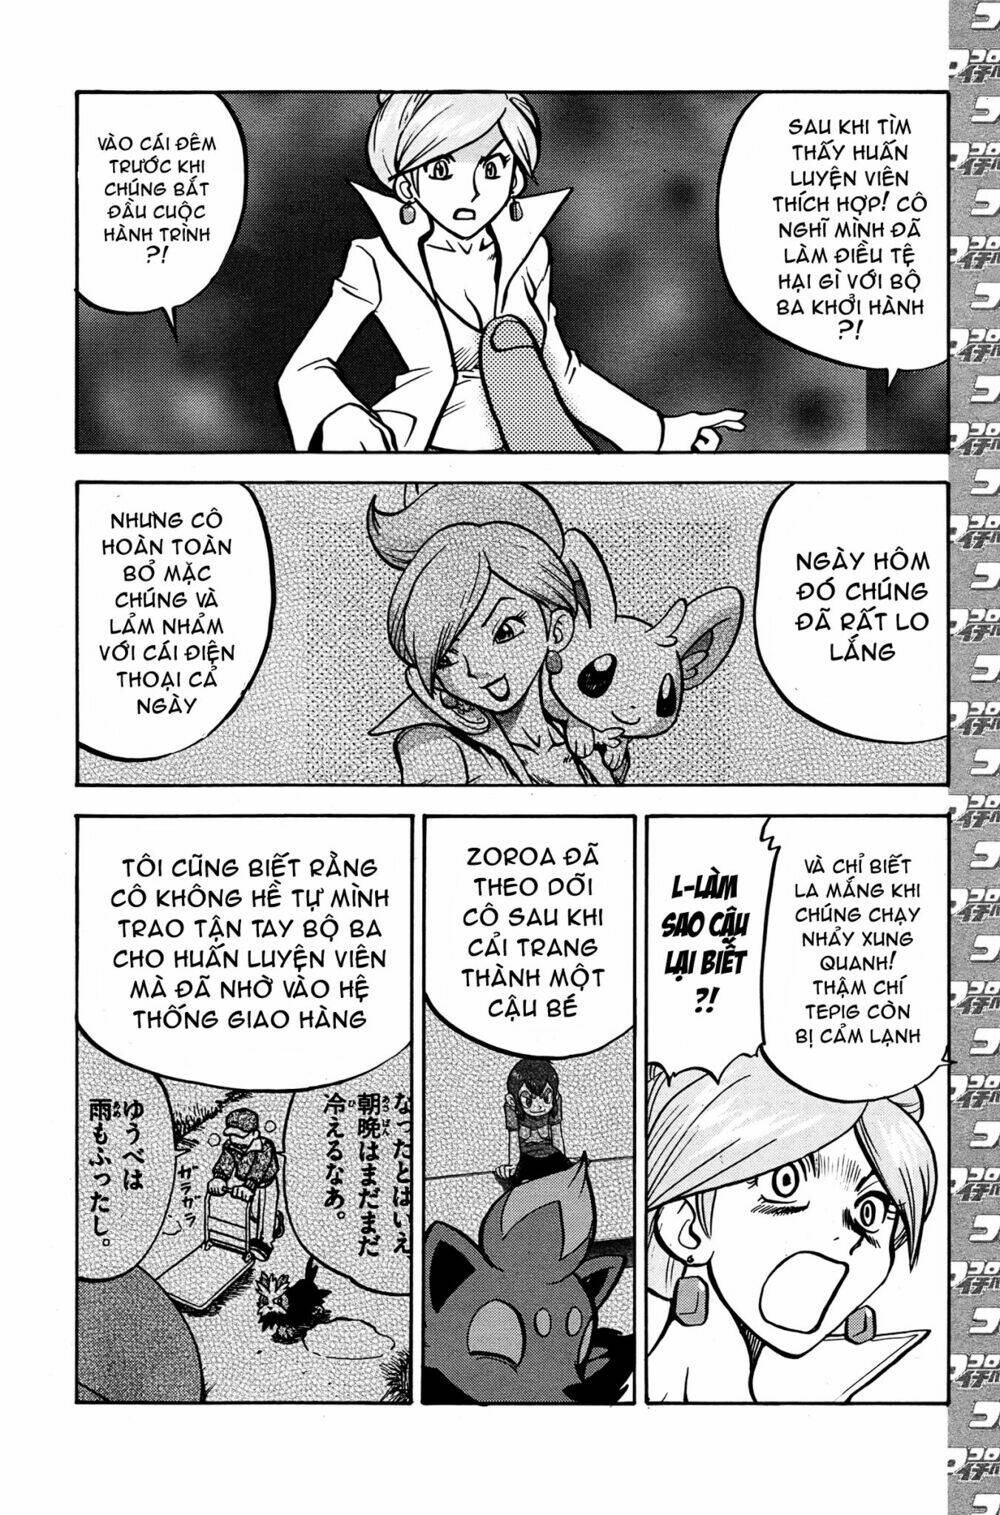 SAU KHI TÌM
THẤY HUẤN
LUYỆN VIÊN
THÍCH HỢP! CÔ
NGHĨ MÌNH ĐÃ
LÀM ĐIỀU TỆ
HẠI GÌ VỚI BỘ
BA KHỞI HÀNH
?!
VÀO CÁI ĐÊM
TRƯỚC KHI
CHÚNG BẮT
ĐẦU CUỘC
HÀNH TRÌNH
?!
NGÀY HÔM
ĐÓ CHÚNG
ĐÃ RẤT LO
LẮNG
NHƯNG CÔ
HOÀN TOÀN
BỎ MẶC
CHÚNG VÀ
LẨM NHẨM
VỚI CÁI ĐIỆN
THOẠI CẢ
NGÀY
VÀ CHỈ BIẾT
LA MẮNG KHI
CHÚNG CHẠY
NHẢY XUNG
QUANH!
THẬM CHÍ
TEPIG CÒN
BỊ CẢM LẠNH
L-LÀM
SAO CẬU
LẠI BIẾT
?!
ZOROA ĐÃ
THEO DÕI
CÔ SAU KHI
CẢI TRANG
THÀNH MỘT
CẬU BÉ
TÔI CŨNG BIẾT RẰNG
CÔ KHÔNG HỀ TỰ MÌNH
TRAO TẬN TAY BỘ BA
CHO HUẤN LUYỆN VIÊN
MÀ ĐÃ NHỜ VÀO HỆ
THỐNG GIAO HÀNG
なったとはいえ
朝晩はまだまだ
冷えるなあ。
ガラガラ
ゆうべは
雨もふったし。